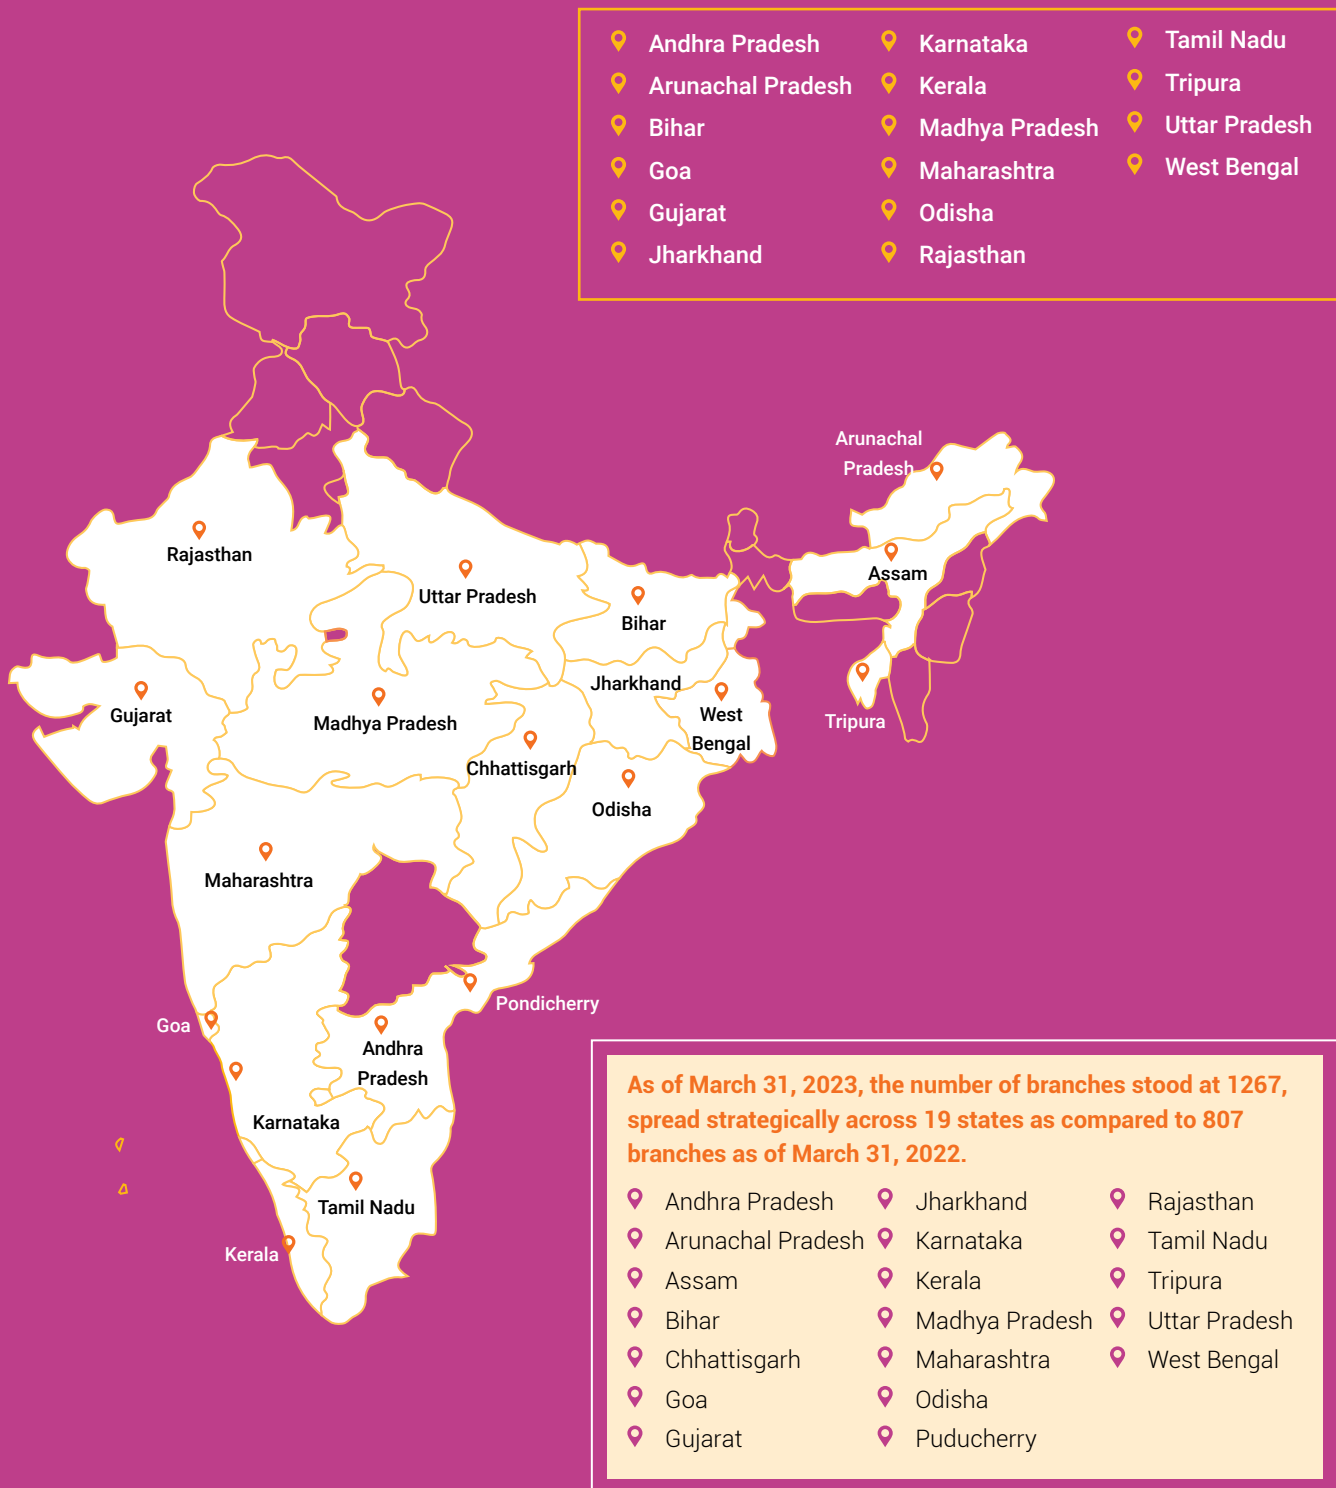 Andhra Pradesh
Arunachal Pradesh
Bihar
Goa
Gujarat
Jharkhand
Karnataka
Kerala
Madhya Pradesh
Maharashtra
Odisha
Rajasthan
Tamil Nadu
Tripura
Uttar Pradesh
West Bengal
Arunachal
Pradesh
Rajasthan
Assam
Uttar Pradesh
Bihar
Jharkhand
Gujarat
Madhya Pradesh
West
Bengal
Tripura
Chhattisgarh
Odisha
Maharashtra
Pondicherry
Goa
Andhra
Pradesh
Karnataka
Tamil Nadu
Kerala
As of March 31, 2023, the number of branches stood at 1267,
spread strategically across 19 states as compared to 807
branches as of March 31, 2022.
Andhra Pradesh
Arunachal Pradesh
Assam
Bihar
Chhattisgarh
Goa
Gujarat
Jharkhand
Karnataka
Kerala
Madhya Pradesh
Maharashtra
Odisha
Puducherry
Rajasthan
Tamil Nadu
Tripura
Uttar Pradesh
West Bengal